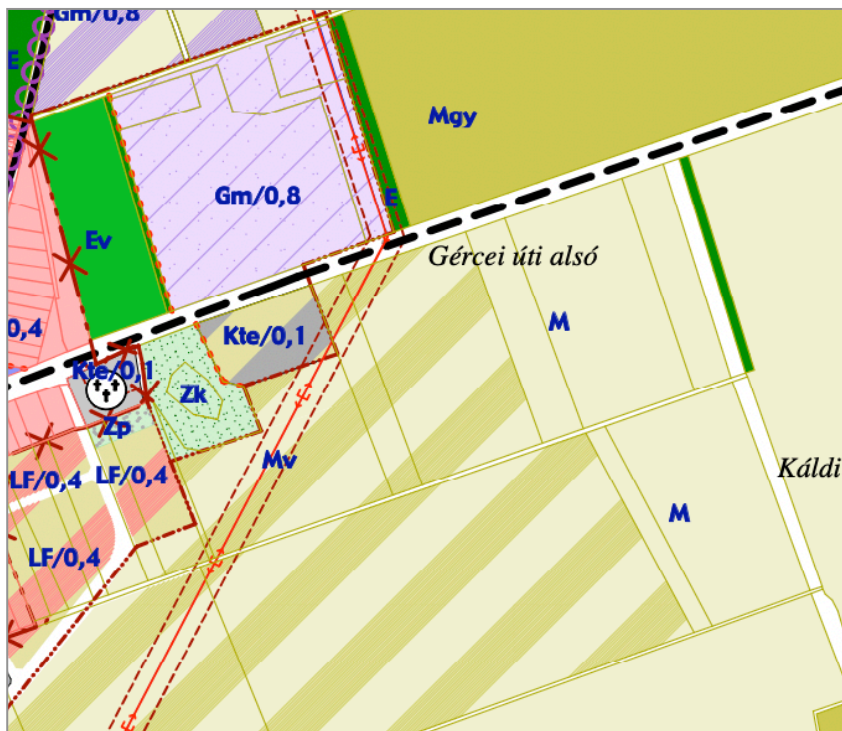 Gm/0,8
E
Mgy
Gm/0,8
E
Ev
Gércei úti alsó
0,4
Kte/0,1
M
Kte/0,1
Zk
Zp
Mv
Káldi
LF/0,4
LF/0,4
M
LF/0,4